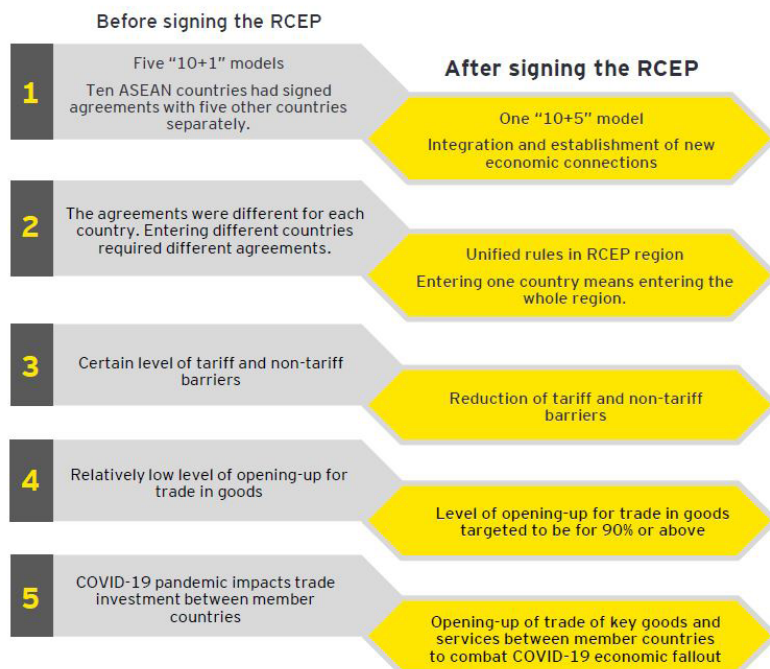 Before signing the RCEP
After signing the RCEP
1
Five “10+1” models
Ten ASEAN countries had signed
agreements with five other countries
separately.
One “10+5” model
Integration and establishment of new
economic connections
2
The agreements were different for each
country. Entering different countries
required different agreements.
Unified rules in RCEP region
Entering one country means entering the
whole region.
3
Certain level of tariff and non-tariff
barriers
Reduction of tariff and non-tariff
barriers
4
Relatively low level of opening-up for
trade in goods
Level of opening-up for trade in goods
targeted to be for 90% or above
5
COVID-19 pandemic impacts trade
investment between member
countries
Opening-up of trade of key goods and
services between member countries
to combat COVID-19 economic fallout